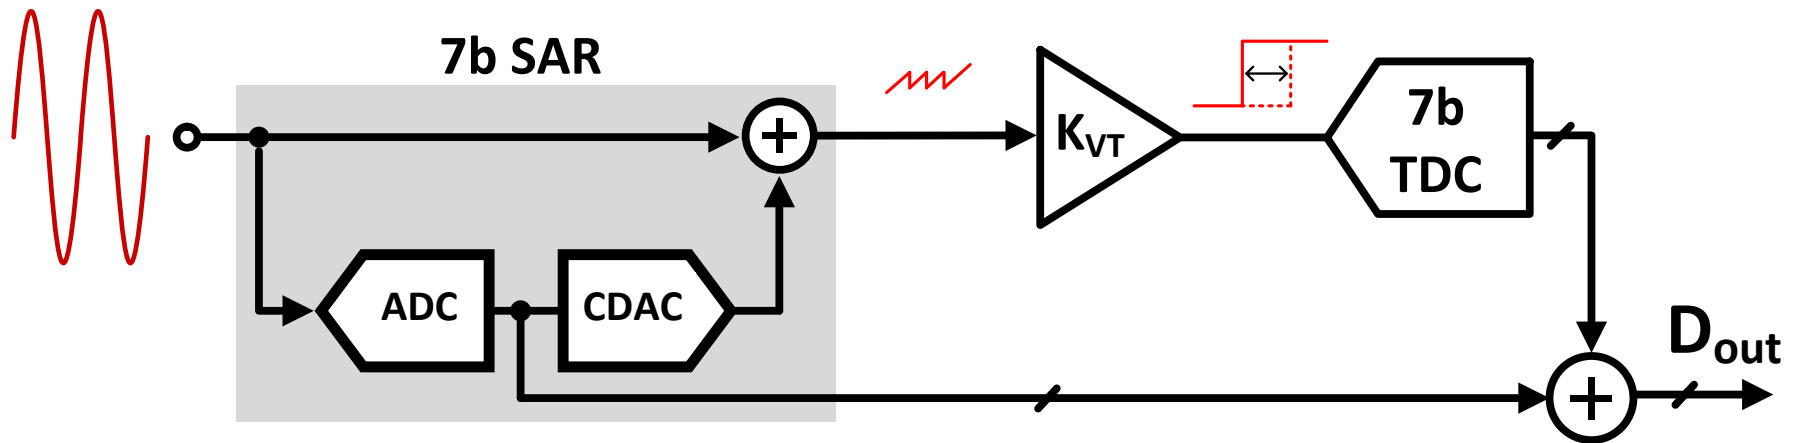 7b SAR
K_VT
7b
TDC
ADC
CDAC
D_out